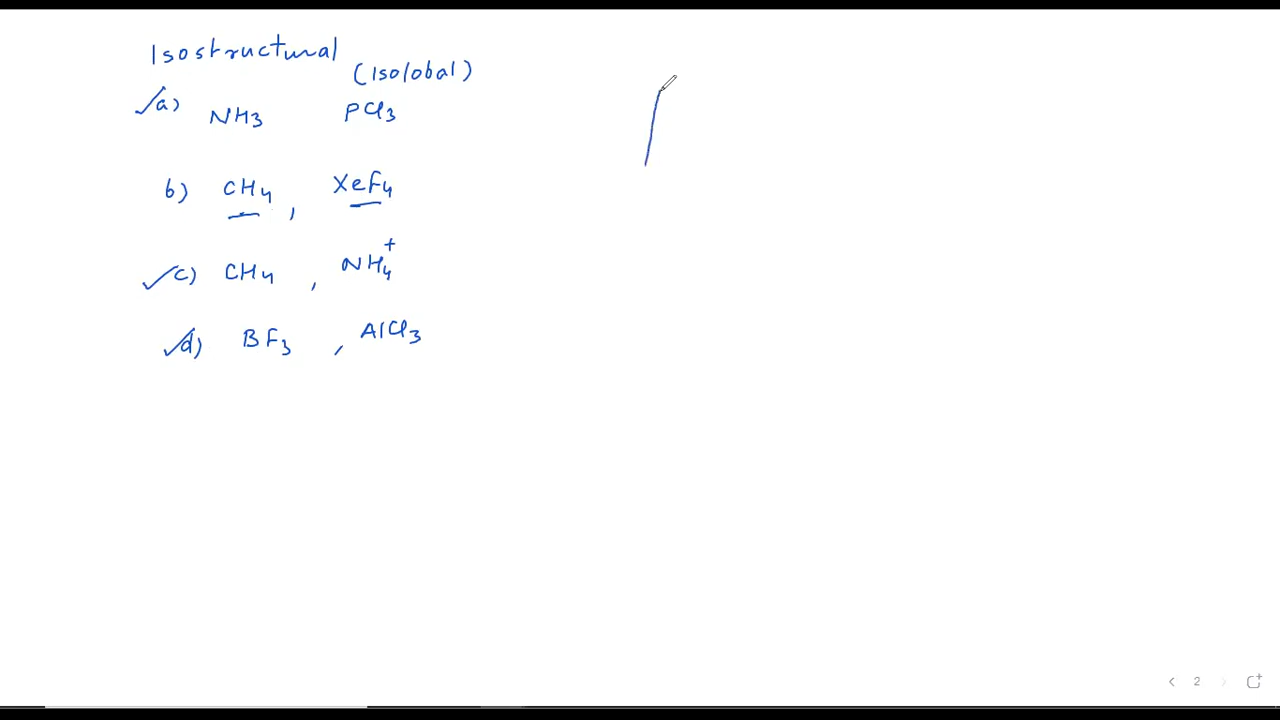 Isostructural
(Isolobal)
✓a) NH3 PCl3
b) CH4 , XeF4
✓c) CH4 , NH4+
✓d) BF3 , AlCl3
< 2 >